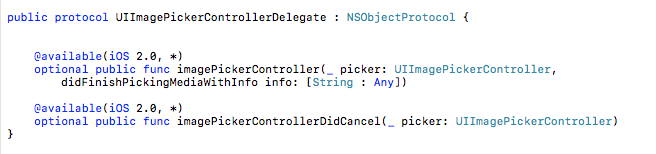 public protocol UIImagePickerControllerDelegate : NSObjectProtocol {
@available(iOS 2.0, *)
optional public func imagePickerController(_ picker: UIImagePickerController,
didFinishPickingMediaWithInfo info: [String : Any])
@available(iOS 2.0, *)
optional public func imagePickerControllerDidCancel(_ picker: UIImagePickerController)
}